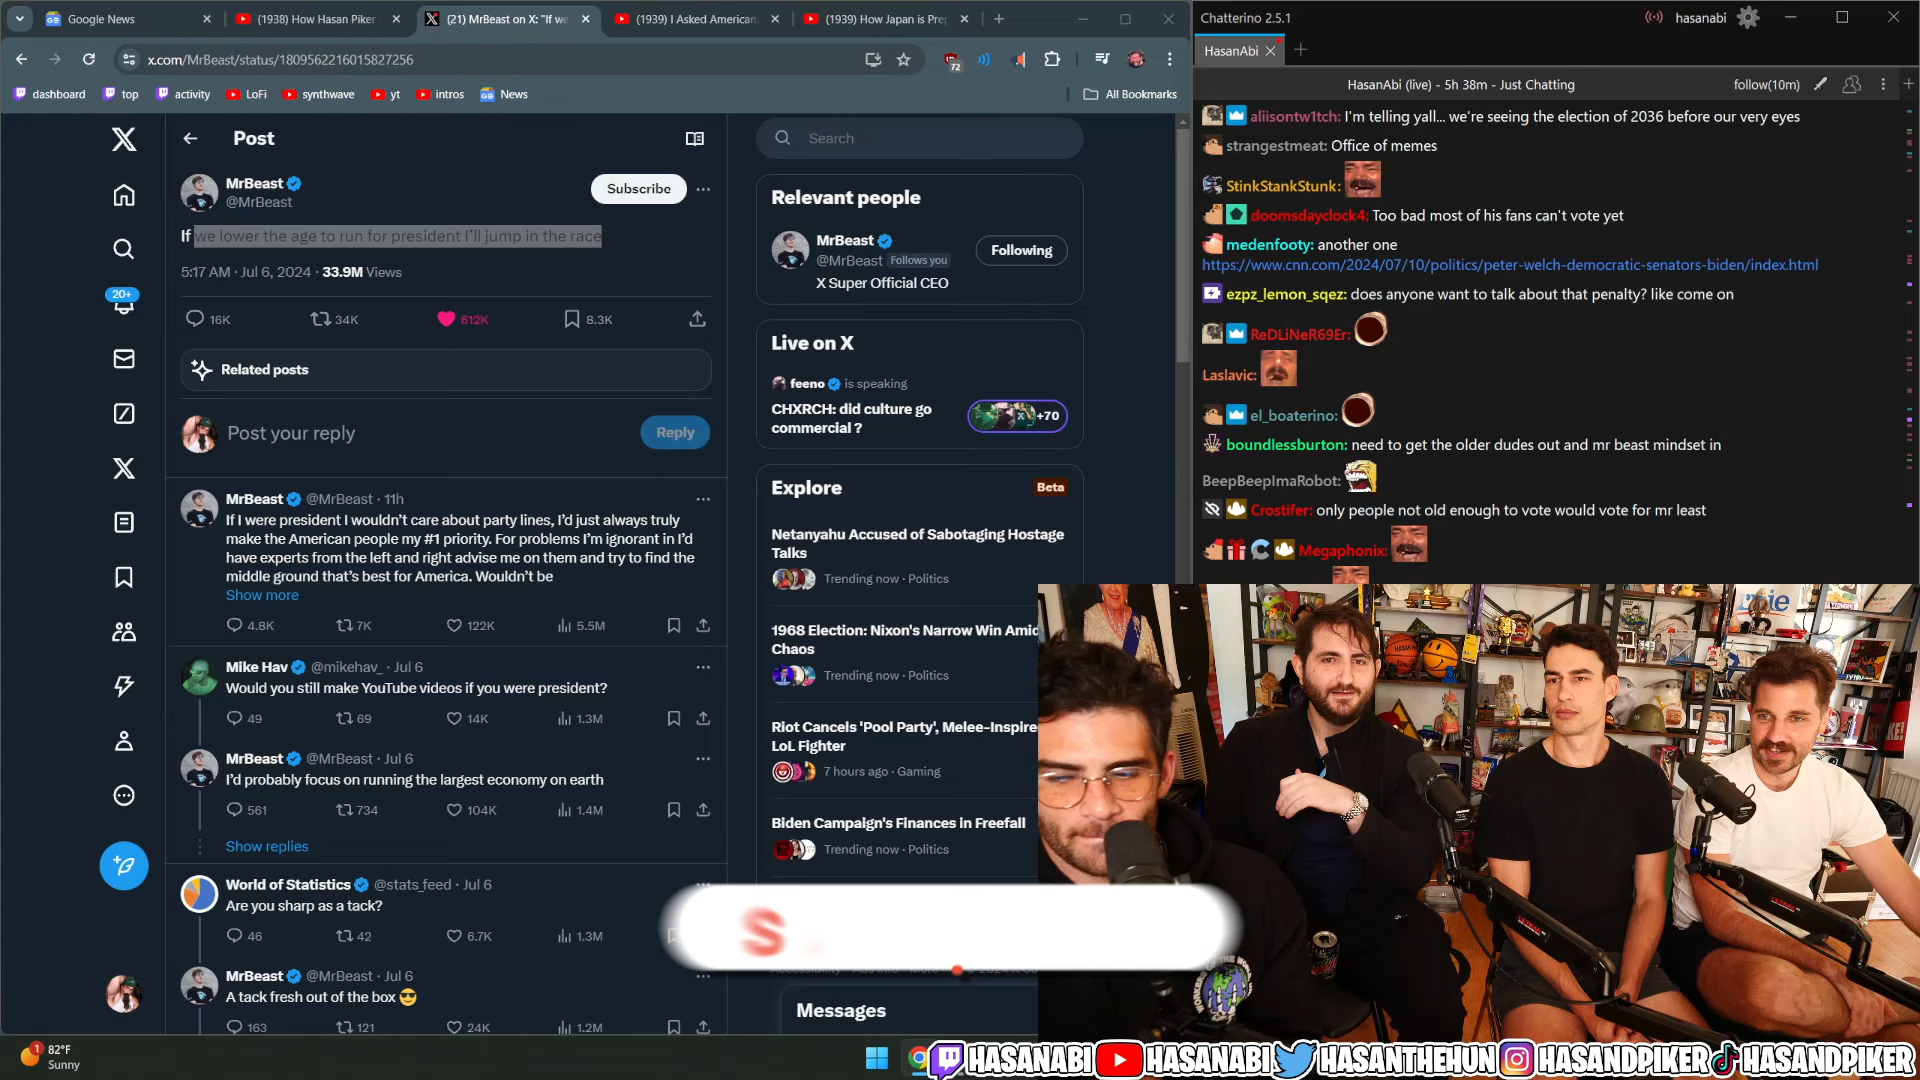 Google News
(1938) How Hasan Piker
(21) MrBeast on X: "If we
(1939) I Asked American
(1939) How Japan is Prep
x.com/MrBeast/status/1809562216015827256
72
dashboard
top
activity
LoFi
synthwave
yt
intros
News
All Bookmarks
Post
MrBeast
@MrBeast
Subscribe
If we lower the age to run for president I'll jump in the race
5:17 AM · Jul 6, 2024 · 33.9M Views
16K
34K
612K
8.3K
Related posts
Post your reply
Reply
20+
MrBeast @MrBeast · 11h
If I were president I wouldn't care about party lines, I'd just always truly
make the American people my #1 priority. For problems I'm ignorant in I'd
have experts from the left and right advise me on them and try to find the
middle ground that's best for America. Wouldn't be
Show more
4.8K
7K
122K
5.5M
Mike Hav @mikehav_ · Jul 6
Would you still make YouTube videos if you were president?
49
69
14K
1.3M
MrBeast @MrBeast · Jul 6
I'd probably focus on running the largest economy on earth
561
734
104K
1.4M
Show replies
World of Statistics @stats_feed · Jul 6
Are you sharp as a tack?
46
42
6.7K
1.3M
MrBeast @MrBeast · Jul 6
A tack fresh out of the box 😎
163
121
24K
1.2M
Search
Relevant people
MrBeast
@MrBeast Follows you
Following
X Super Official CEO
Live on X
feeno is speaking
CHXRCH: did culture go
commercial ?
+70
Explore
Beta
Netanyahu Accused of Sabotaging Hostage
Talks
Trending now · Politics
1968 Election: Nixon's Narrow Win Amid
Chaos
Trending now · Politics
Riot Cancels 'Pool Party', Melee-Inspire
LoL Fighter
7 hours ago · Gaming
Biden Campaign's Finances in Freefall
Trending now · Politics
S
Messages
Chatterino 2.5.1
hasanabi
HasanAbi
HasanAbi (live) - 5h 38m - Just Chatting
follow(10m)
aliisontw1tch: I'm telling yall... we're seeing the election of 2036 before our very eyes
strangestmeat: Office of memes
StinkStankStunk:
doomsdayclock4: Too bad most of his fans can't vote yet
medenfooty: another one
https://www.cnn.com/2024/07/10/politics/peter-welch-democratic-senators-biden/index.html
ezpz_lemon_sqez: does anyone want to talk about that penalty? like come on
ReDLiNeR69Er:
Laslavic:
el_boaterino:
boundlessburton: need to get the older dudes out and mr beast mindset in
BeepBeepImaRobot:
Crostifer: only people not old enough to vote would vote for mr least
Megaphonix:
1
82°F
Sunny
HASANABI
HASANABI
HASANTHEHUN
HASANDPIKER
HASANDPIKER